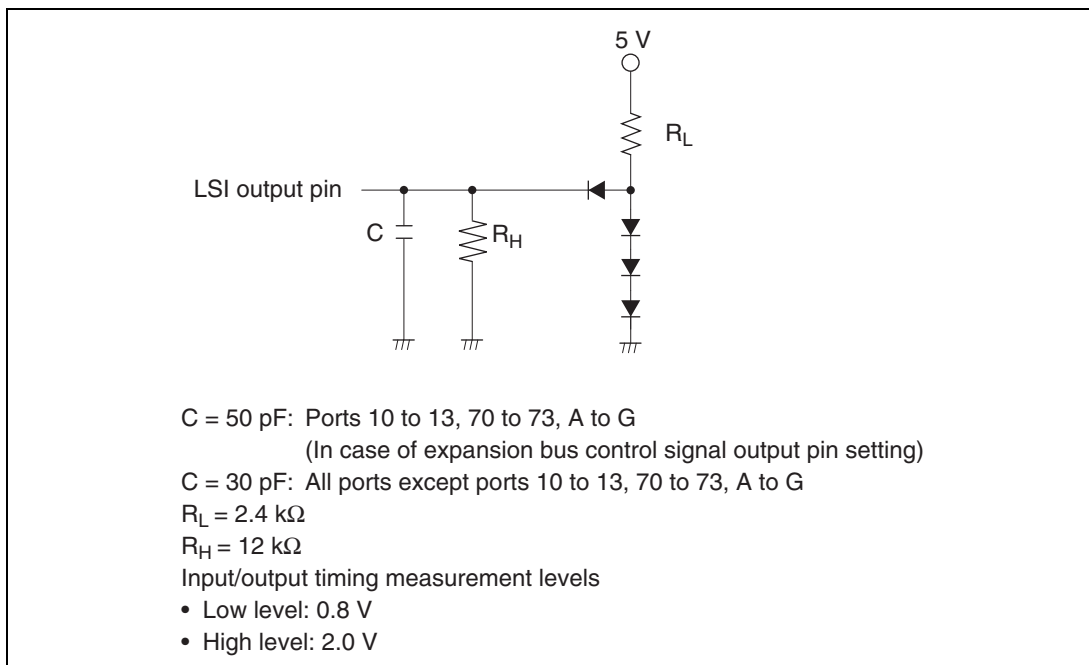 5 V
R_L
LSI output pin
C
R_H
C = 50 pF: Ports 10 to 13, 70 to 73, A to G
(In case of expansion bus control signal output pin setting)
C = 30 pF: All ports except ports 10 to 13, 70 to 73, A to G
R_L = 2.4 kΩ
R_H = 12 kΩ
Input/output timing measurement levels
• Low level: 0.8 V
• High level: 2.0 V